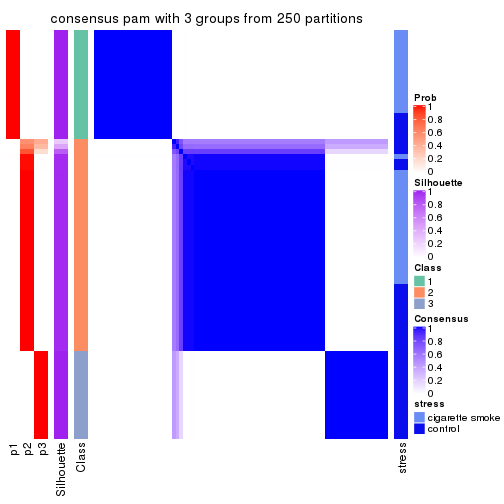 consensus pam with 3 groups from 250 partitions
Prob
1
0.8
0.6
0.4
0.2
0
Silhouette
1
0.8
0.6
0.4
0.2
0
Class
1
2
3
Consensus
1
0.8
0.6
0.4
0.2
0
stress
cigarette smoke
control
p1
p2
p3
Silhouette
Class
stress